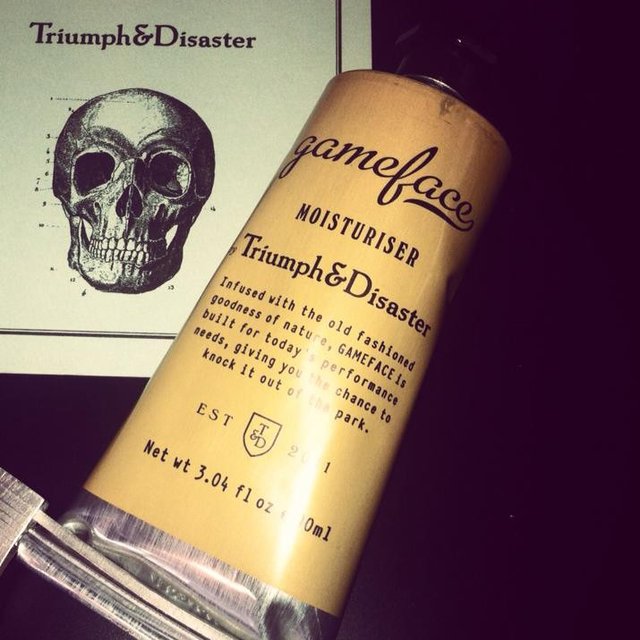 Triumph&Disaster
gameface
MOISTURISER
by Triumph&Disaster
Infused with the old fashioned
goodness of nature, GAMEFACE is
built for today's performance
needs, giving you the chance to
knock it out of the park.
EST
T
&
D
Net wt 3.04 fl oz